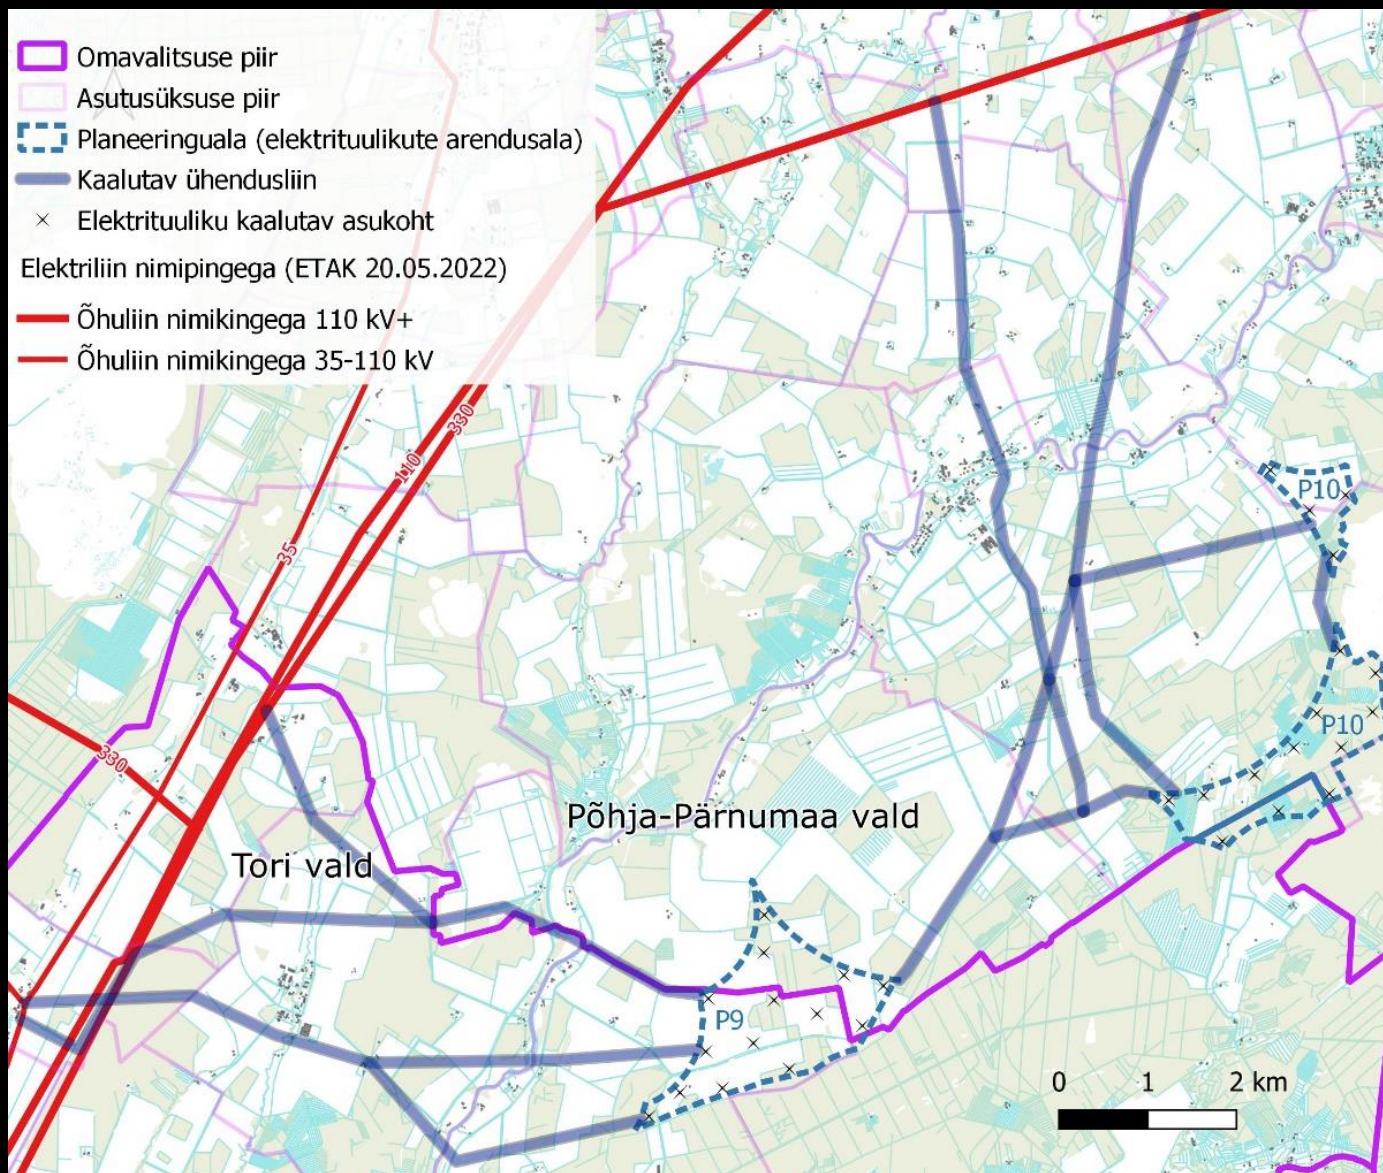 Omavalitsuse piir
Asutusüksuse piir
Planeeringuala (elektrituulikute arendusala)
Kaalutav ühendusliin
Elektrituuliku kaalutav asukoht
Elektriliin nimipingega (ETAK 20.05.2022)
Õhuliin nimikingega 110 kV+
Õhuliin nimikingega 35-110 kV
330
110
P10
35
P10
330
Põhja-Pärnumaa vald
Tori vald
P9
0 1 2 km